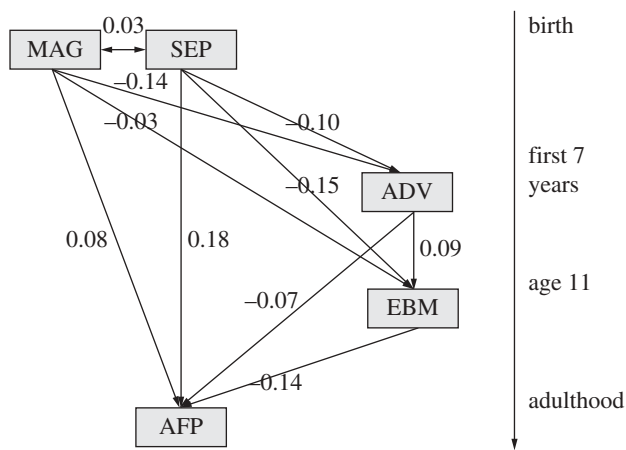 0.03
MAG
SEP
birth
–0.14
–0.03
–0.10
first 7
years
–0.15
ADV
0.08
0.18
0.09
age 11
–0.07
EBM
–0.14
adulthood
AFP